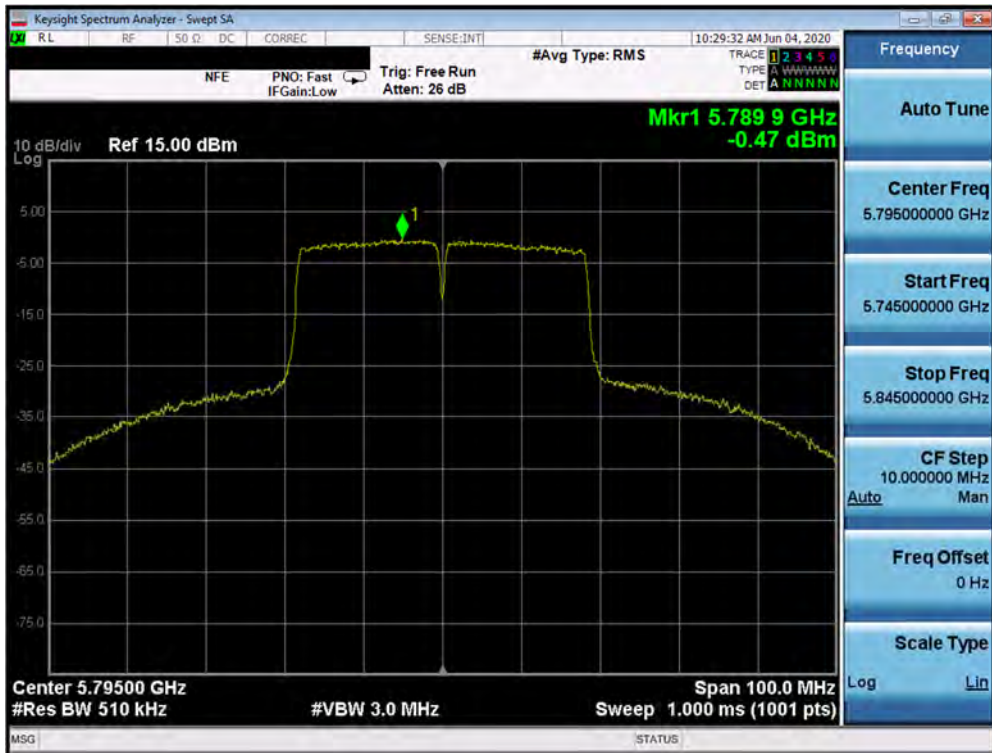 Keysight Spectrum Analyzer - Swept SA
LXI RL RF 50 Ω DC CORREC SENSE:INT 10:29:32 AM Jun 04, 2020
NFE PNO: Fast IFGain:Low
Trig: Free Run
Atten: 26 dB
#Avg Type: RMS
TRACE 1 2 3 4 5 6
TYPE A WWWWW
DET A N N N N N
Mkr1 5.789 9 GHz
-0.47 dBm
10 dB/div Ref 15.00 dBm
Log
1
5.00
-5.00
-15.0
-25.0
-35.0
-45.0
-55.0
-65.0
-75.0
Center 5.79500 GHz Span 100.0 MHz
#Res BW 510 kHz #VBW 3.0 MHz Sweep 1.000 ms (1001 pts)
MSG STATUS
Frequency
Auto Tune
Center Freq
5.795000000 GHz
Start Freq
5.745000000 GHz
Stop Freq
5.845000000 GHz
CF Step
10.000000 MHz
Auto Man
Freq Offset
0 Hz
Scale Type
Log Lin